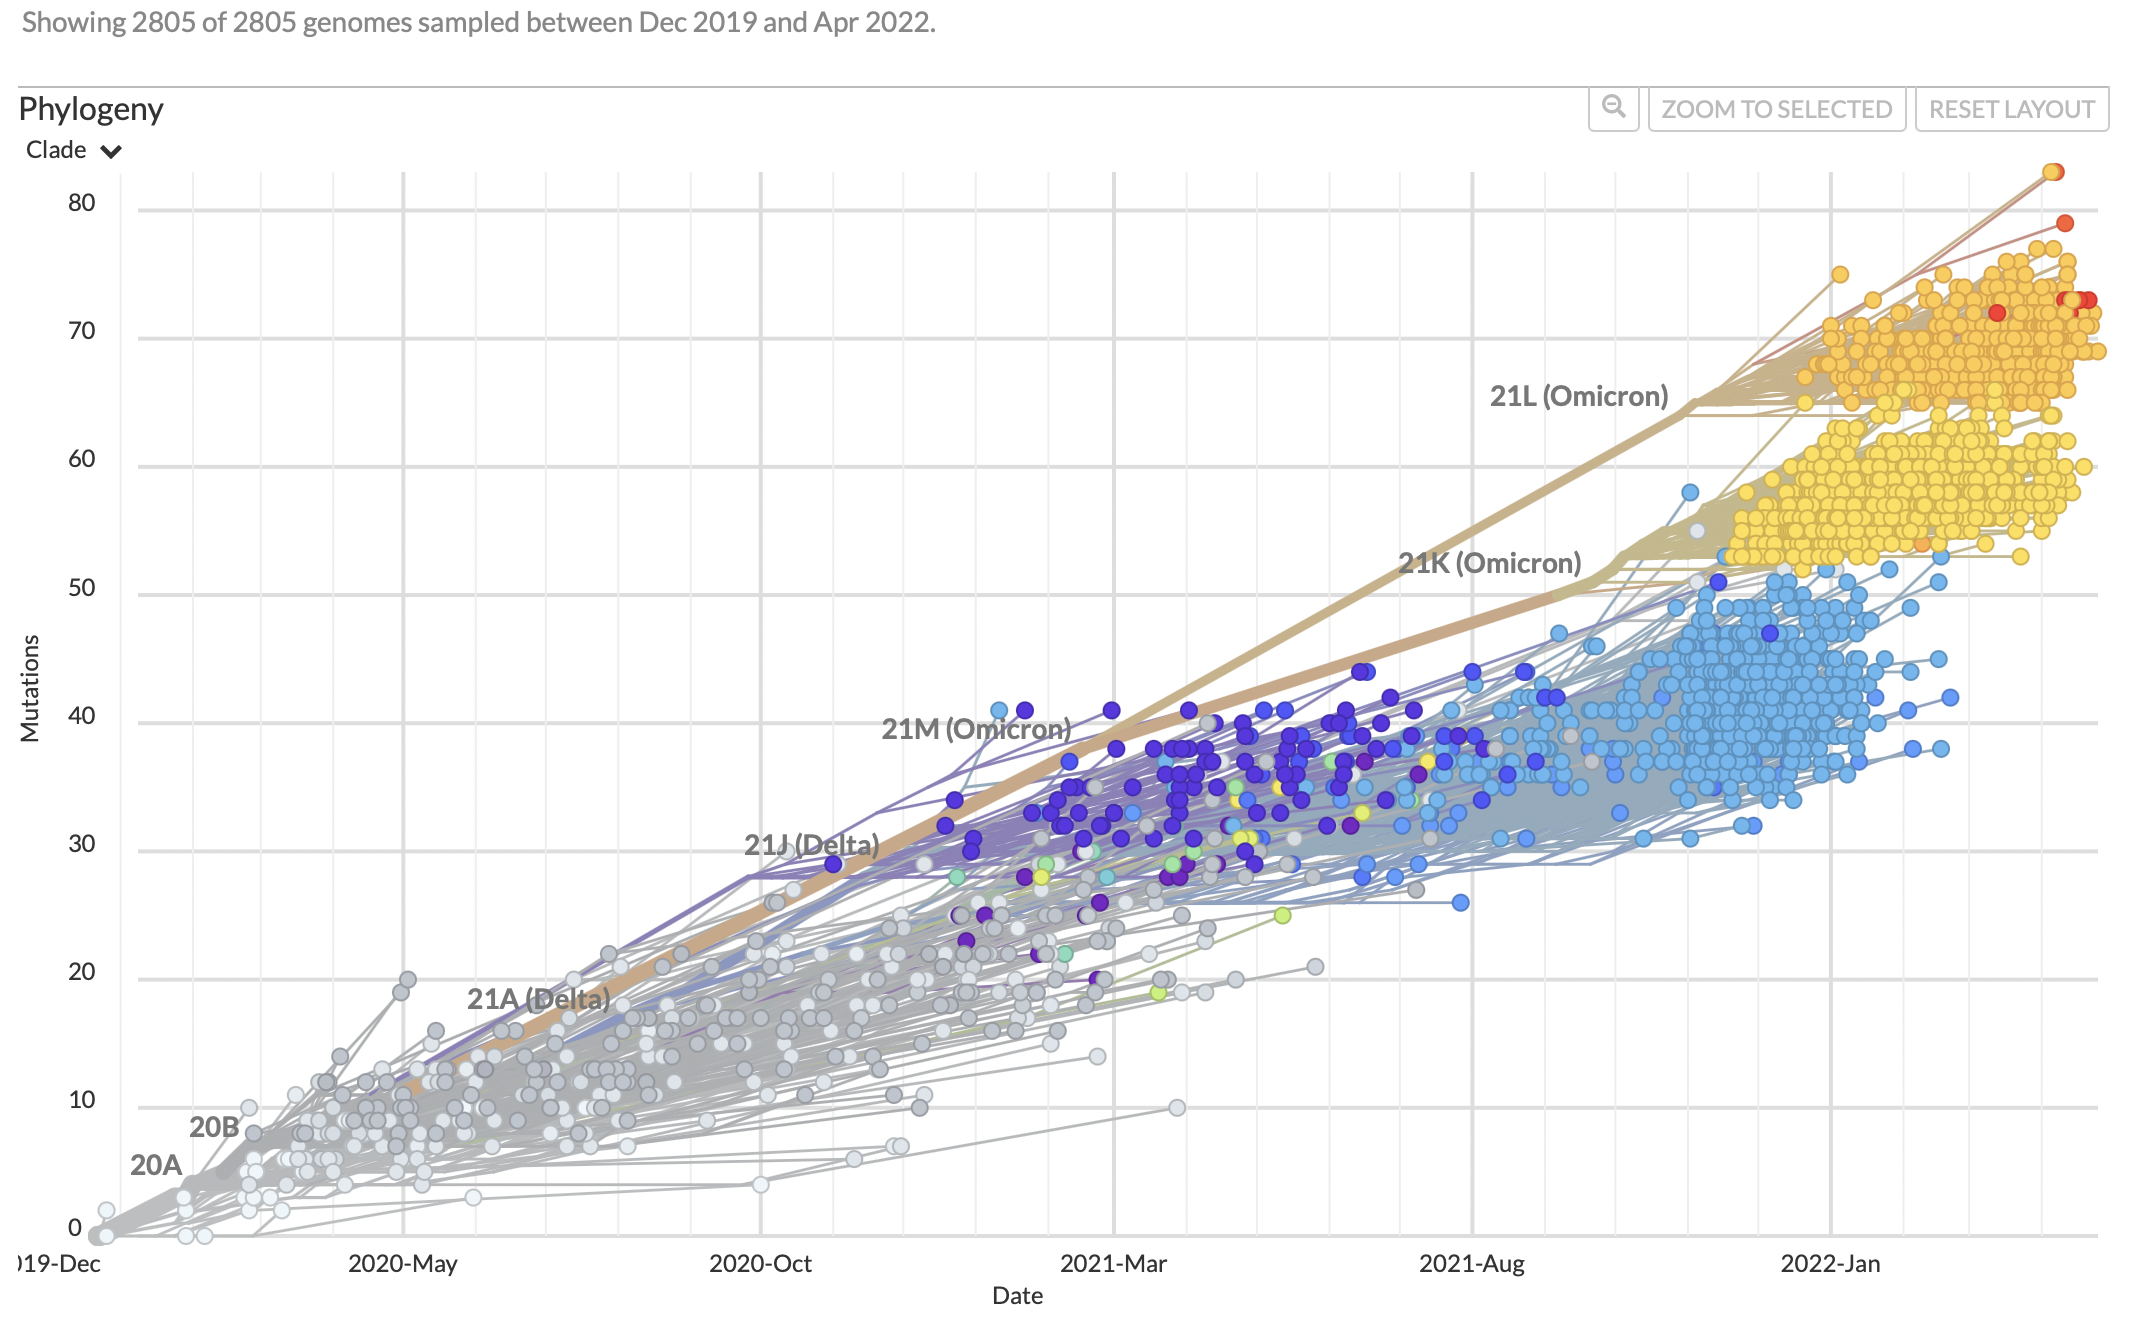 Showing 2805 of 2805 genomes sampled between Dec 2019 and Apr 2022.
Phylogeny
ZOOM TO SELECTED
RESET LAYOUT
Clade
80
70
21L (Omicron)
60
21K (Omicron)
50
Mutations
40
21M (Omicron)
30
21J (Delta)
20
21A (Delta)
10
20B
20A
0
019-Dec
2020-May
2020-Oct
2021-Mar
2021-Aug
2022-Jan
Date